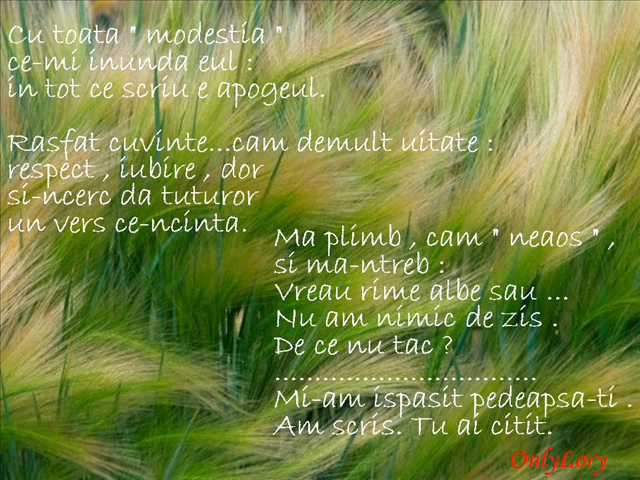 Cu toata " modestia "
ce-mi inunda eul :
in tot ce scriu e apogeul.
Rasfat cuvinte...cam demult uitate :
respect , iubire , dor
si-ncerc da tuturor
un vers ce-ncinta.
Ma plimb , cam " neaos " ,
si ma-ntreb :
Vreau rime albe sau ...
Nu am nimic de zis .
De ce nu tac ?
.................................
Mi-am ispasit pedeapsa-ti .
Am scris. Tu ai citit.
OnlyLory